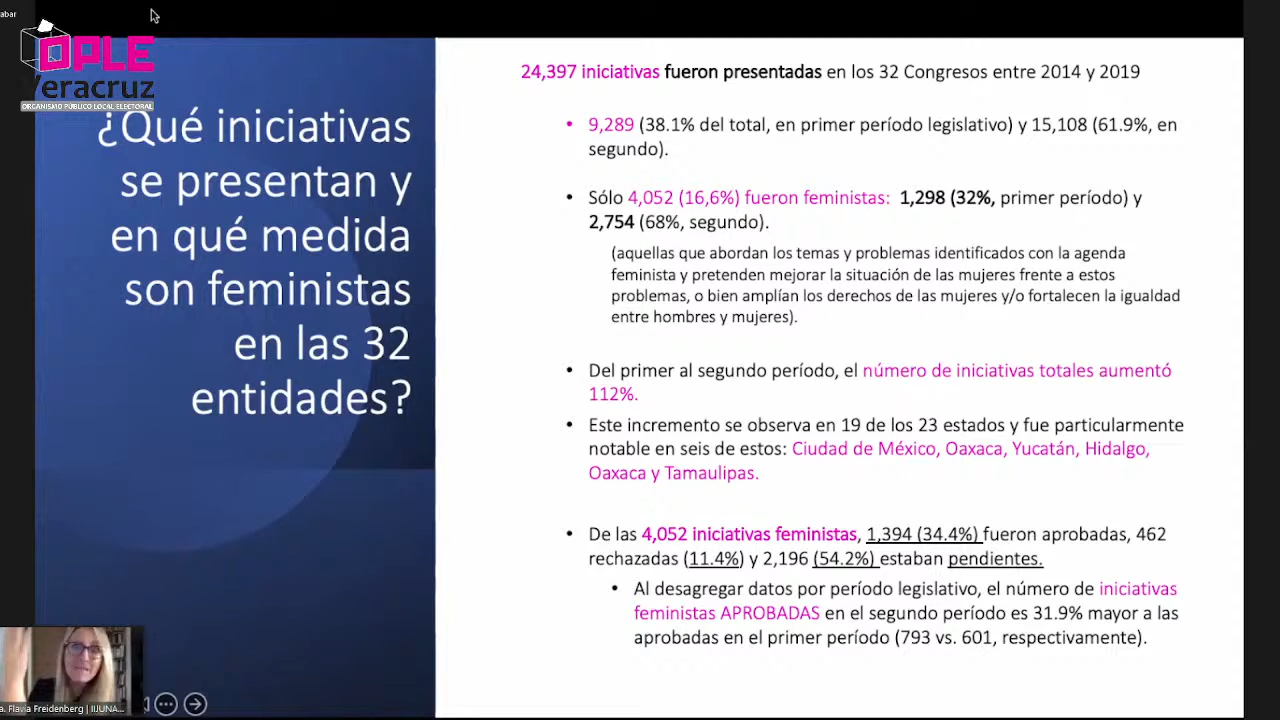 abar
OPLE
Veracruz
ORGANISMO PÚBLICO LOCAL ELECTORAL
¿Qué iniciativas
se presentan y
en qué medida
son feministas
en las 32
entidades?
24,397 iniciativas fueron presentadas en los 32 Congresos entre 2014 y 2019
• 9,289 (38.1% del total, en primer período legislativo) y 15,108 (61.9%, en
segundo).
• Sólo 4,052 (16,6%) fueron feministas: 1,298 (32%, primer período) y
2,754 (68%, segundo).
(aquellas que abordan los temas y problemas identificados con la agenda
feminista y pretenden mejorar la situación de las mujeres frente a estos
problemas, o bien amplían los derechos de las mujeres y/o fortalecen la igualdad
entre hombres y mujeres).
• Del primer al segundo período, el número de iniciativas totales aumentó
112%.
• Este incremento se observa en 19 de los 23 estados y fue particularmente
notable en seis de estos: Ciudad de México, Oaxaca, Yucatán, Hidalgo,
Oaxaca y Tamaulipas.
• De las 4,052 iniciativas feministas, 1,394 (34.4%) fueron aprobadas, 462
rechazadas (11.4%) y 2,196 (54.2%) estaban pendientes.
• Al desagregar datos por período legislativo, el número de iniciativas
feministas APROBADAS en el segundo período es 31.9% mayor a las
aprobadas en el primer período (793 vs. 601, respectivamente).
a. Flavia Freidenberg | IIJUNA...